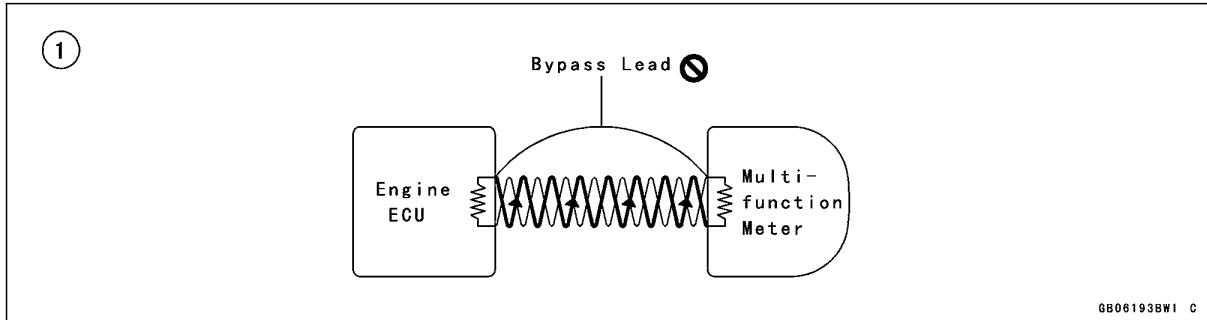 1
Bypass Lead
Engine
ECU
Multi-
function
Meter
GB06193BW1 C